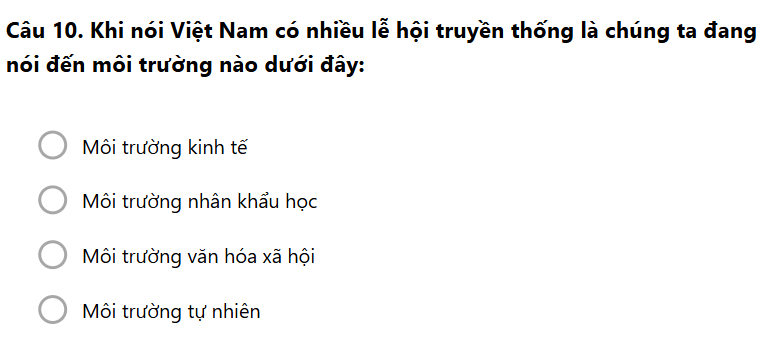 Câu 10. Khi nói Việt Nam có nhiều lễ hội truyền thống là chúng ta đang
nói đến môi trường nào dưới đây:
Môi trường kinh tế
Môi trường nhân khẩu học
Môi trường văn hóa xã hội
Môi trường tự nhiên